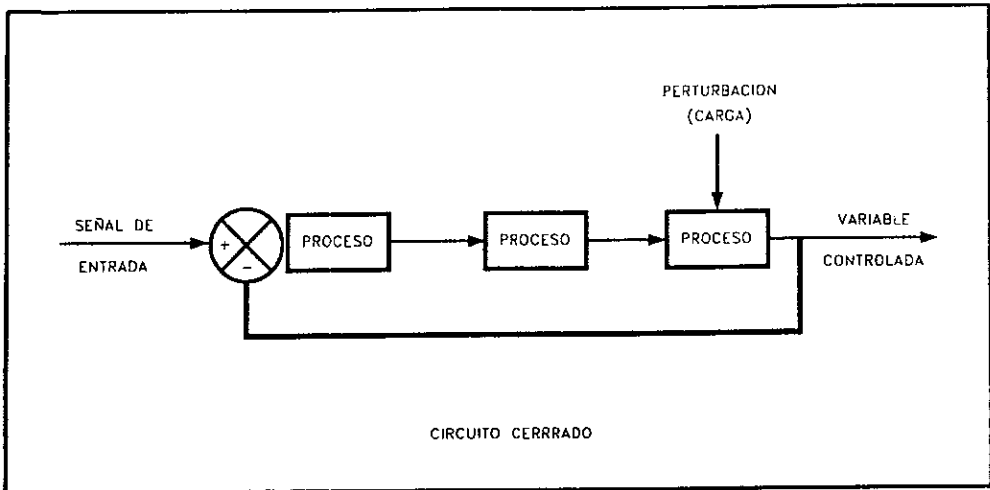 PERTURBACION
(CARGA)
SEÑAL DE
ENTRADA
+
−
PROCESO
PROCESO
PROCESO
VARIABLE
CONTROLADA
CIRCUITO CERRRADO